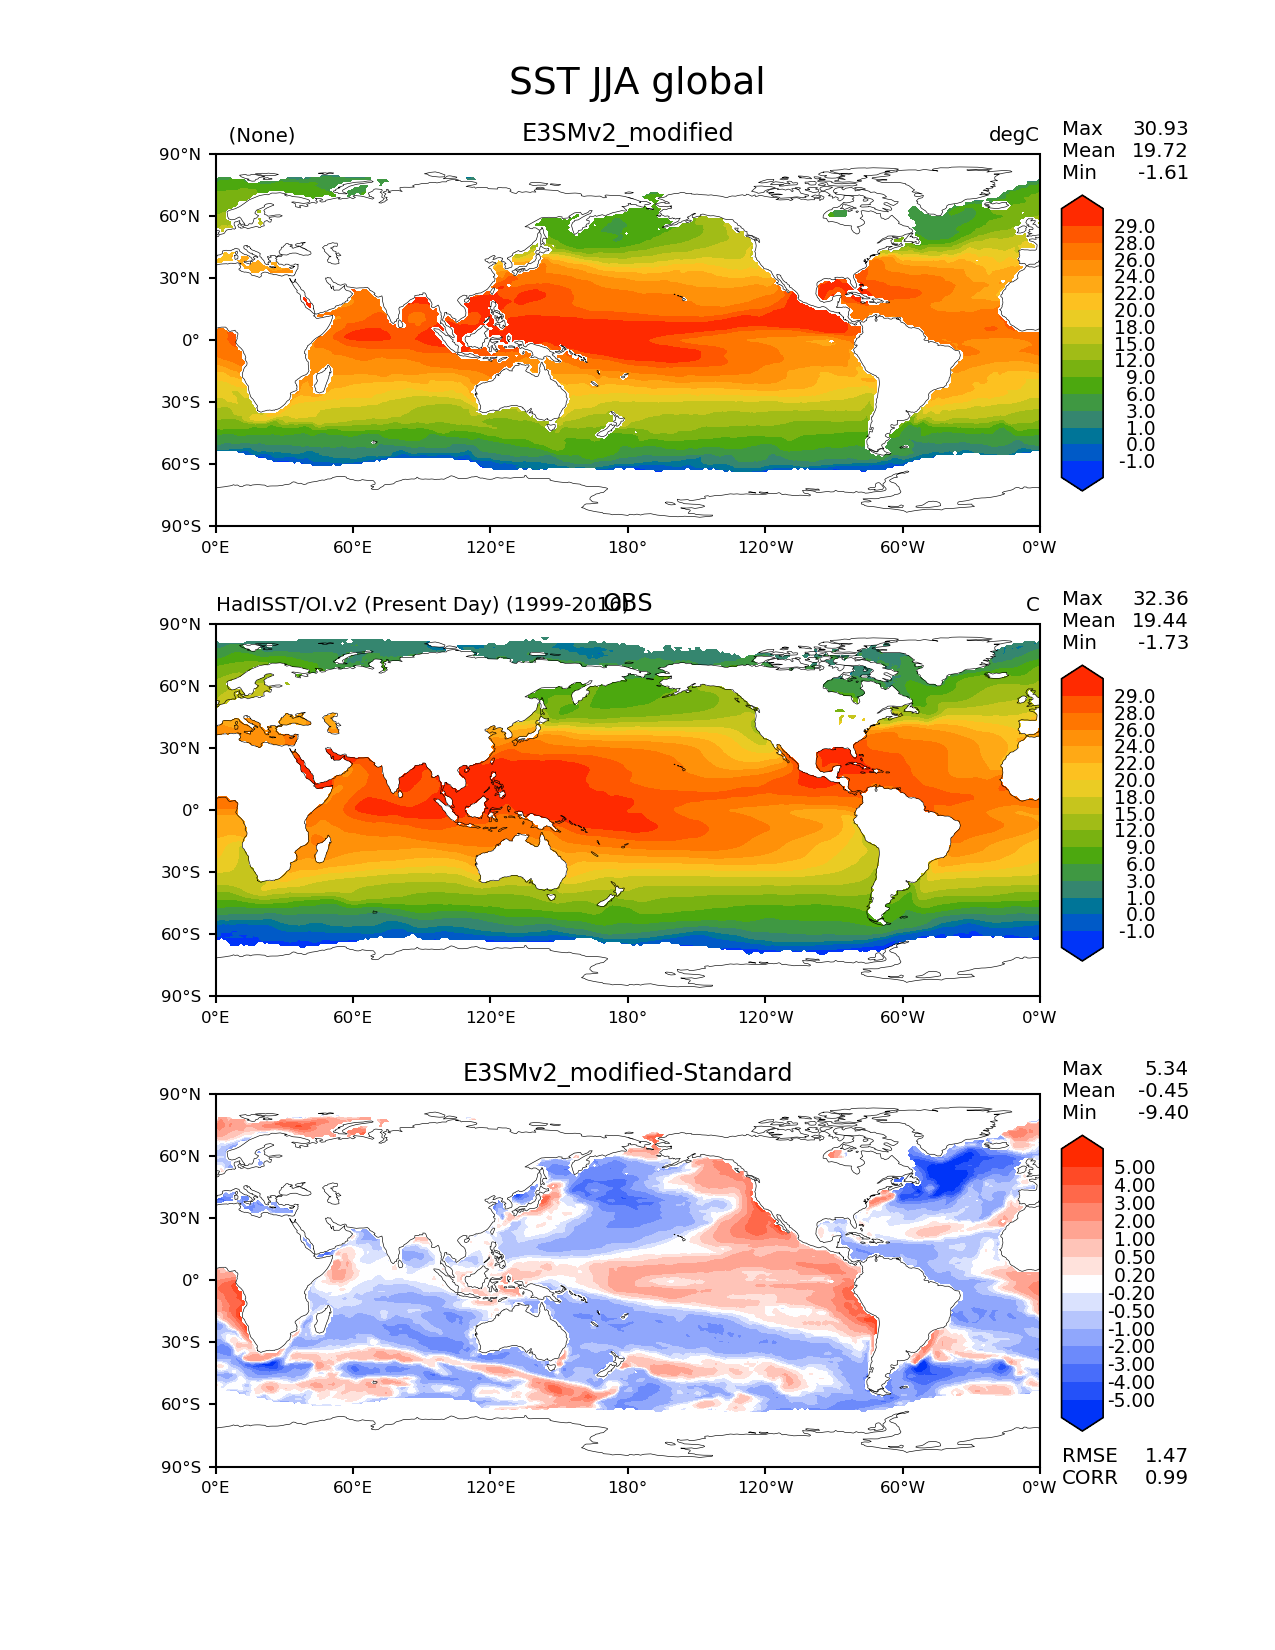 SST JJA global
(None) E3SMv2_modified degC
Max 30.93
Mean 19.72
Min -1.61
90°N
60°N
30°N
0°
30°S
60°S
90°S
0°E 60°E 120°E 180° 120°W 60°W 0°W
29.0
28.0
26.0
24.0
22.0
20.0
18.0
15.0
12.0
9.0
6.0
3.0
1.0
0.0
-1.0
HadISST/OI.v2 (Present Day) (1999-2016) OBS C
Max 32.36
Mean 19.44
Min -1.73
90°N
60°N
30°N
0°
30°S
60°S
90°S
0°E 60°E 120°E 180° 120°W 60°W 0°W
29.0
28.0
26.0
24.0
22.0
20.0
18.0
15.0
12.0
9.0
6.0
3.0
1.0
0.0
-1.0
E3SMv2_modified-Standard
Max 5.34
Mean -0.45
Min -9.40
90°N
60°N
30°N
0°
30°S
60°S
90°S
0°E 60°E 120°E 180° 120°W 60°W 0°W
5.00
4.00
3.00
2.00
1.00
0.50
0.20
-0.20
-0.50
-1.00
-2.00
-3.00
-4.00
-5.00
RMSE 1.47
CORR 0.99